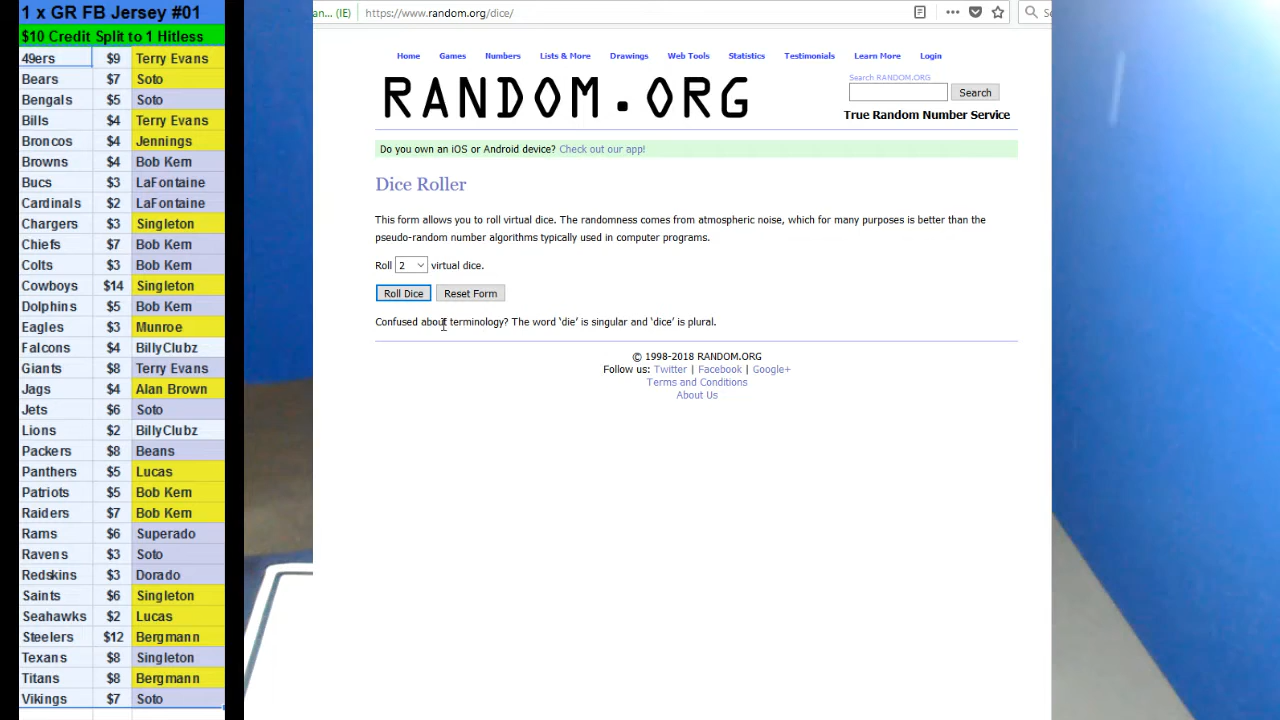 1 x GR FB Jersey #01
$10 Credit Split to 1 Hitless
49ers $9 Terry Evans
Bears $7 Soto
Bengals $5 Soto
Bills $4 Terry Evans
Broncos $4 Jennings
Browns $4 Bob Kern
Bucs $3 LaFontaine
Cardinals $2 LaFontaine
Chargers $3 Singleton
Chiefs $7 Bob Kern
Colts $3 Bob Kern
Cowboys $14 Singleton
Dolphins $5 Bob Kern
Eagles $3 Munroe
Falcons $4 BillyClubz
Giants $8 Terry Evans
Jags $4 Alan Brown
Jets $6 Soto
Lions $2 BillyClubz
Packers $8 Beans
Panthers $5 Lucas
Patriots $5 Bob Kern
Raiders $7 Bob Kern
Rams $6 Superado
Ravens $3 Soto
Redskins $3 Dorado
Saints $6 Singleton
Seahawks $2 Lucas
Steelers $12 Bergmann
Texans $8 Singleton
Titans $8 Bergmann
Vikings $7 Soto
an... (IE) https://www.random.org/dice/
Home Games Numbers Lists & More Drawings Web Tools Statistics Testimonials Learn More Login
RANDOM.ORG
Search RANDOM.ORG
Search
True Random Number Service
Do you own an iOS or Android device? Check out our app!
Dice Roller
This form allows you to roll virtual dice. The randomness comes from atmospheric noise, which for many purposes is better than the
pseudo-random number algorithms typically used in computer programs.
Roll 2 virtual dice.
Roll Dice Reset Form
Confused about terminology? The word ‘die’ is singular and ‘dice’ is plural.
© 1998-2018 RANDOM.ORG
Follow us: Twitter | Facebook | Google+
Terms and Conditions
About Us